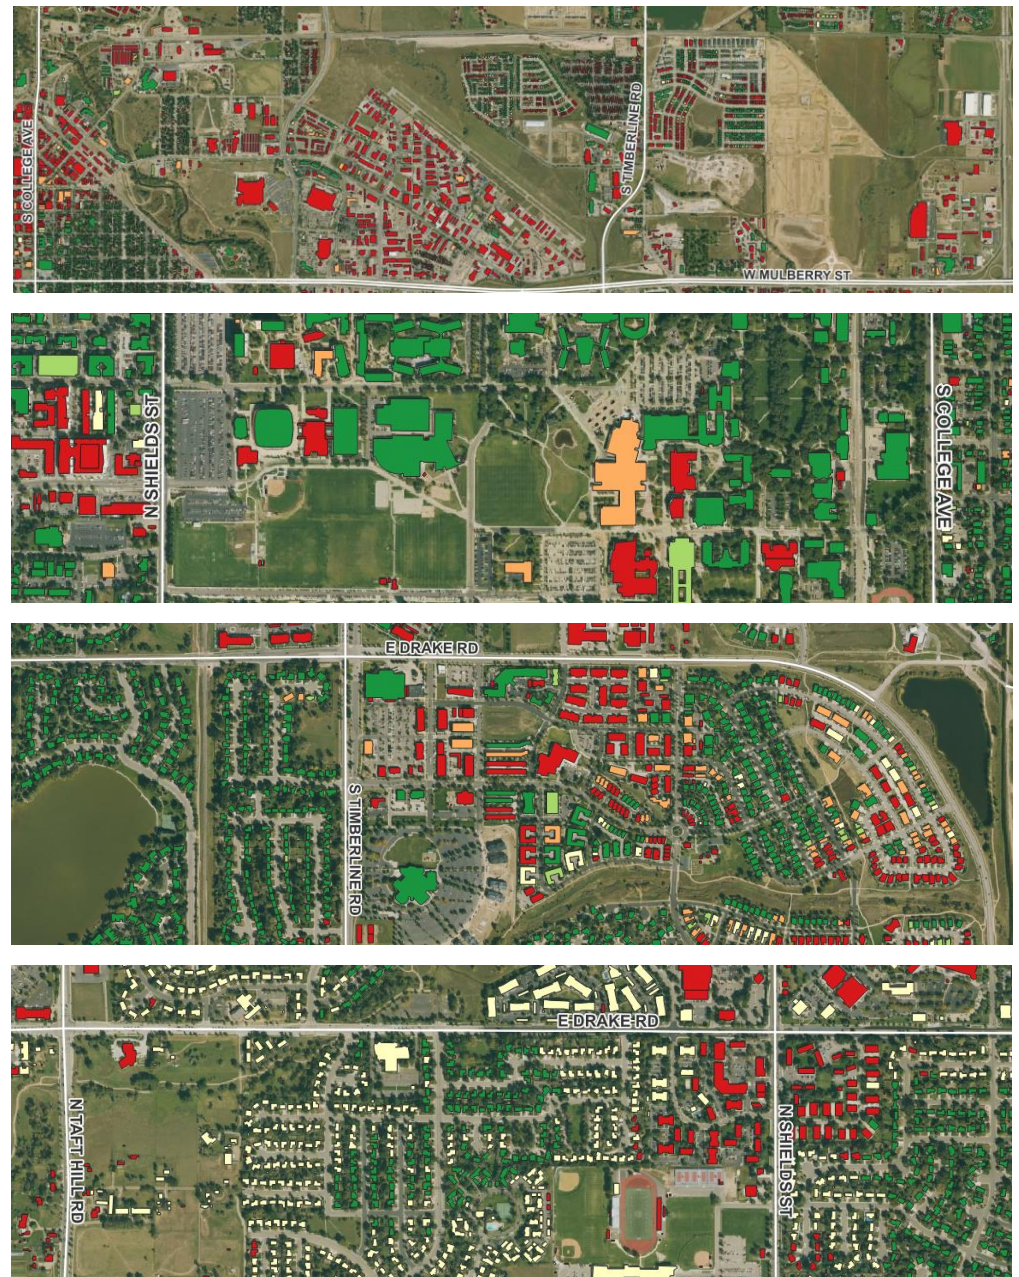 S COLLEGE AVE
S TIMBERLINE RD
W MULBERRY ST
N SHIELDS ST
S COLLEGE AVE
E DRAKE RD
S TIMBERLINE RD
E DRAKE RD
N TAFT HILL RD
N SHIELDS ST